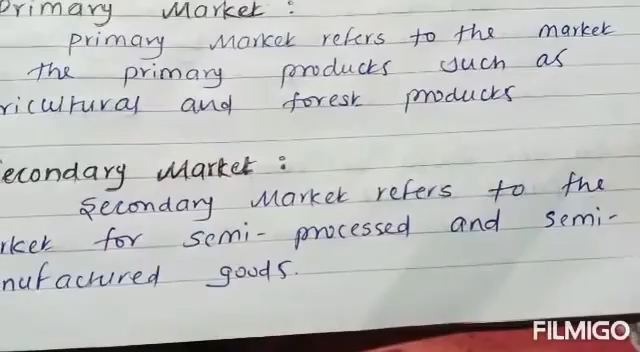 Primary Market :
Primary Market refers to the market
the primary products such as
ricultural and forest products
econdary Market :
Secondary Market refers to the
rket for semi-processed and semi-
nufactured goods.
FILMIGO